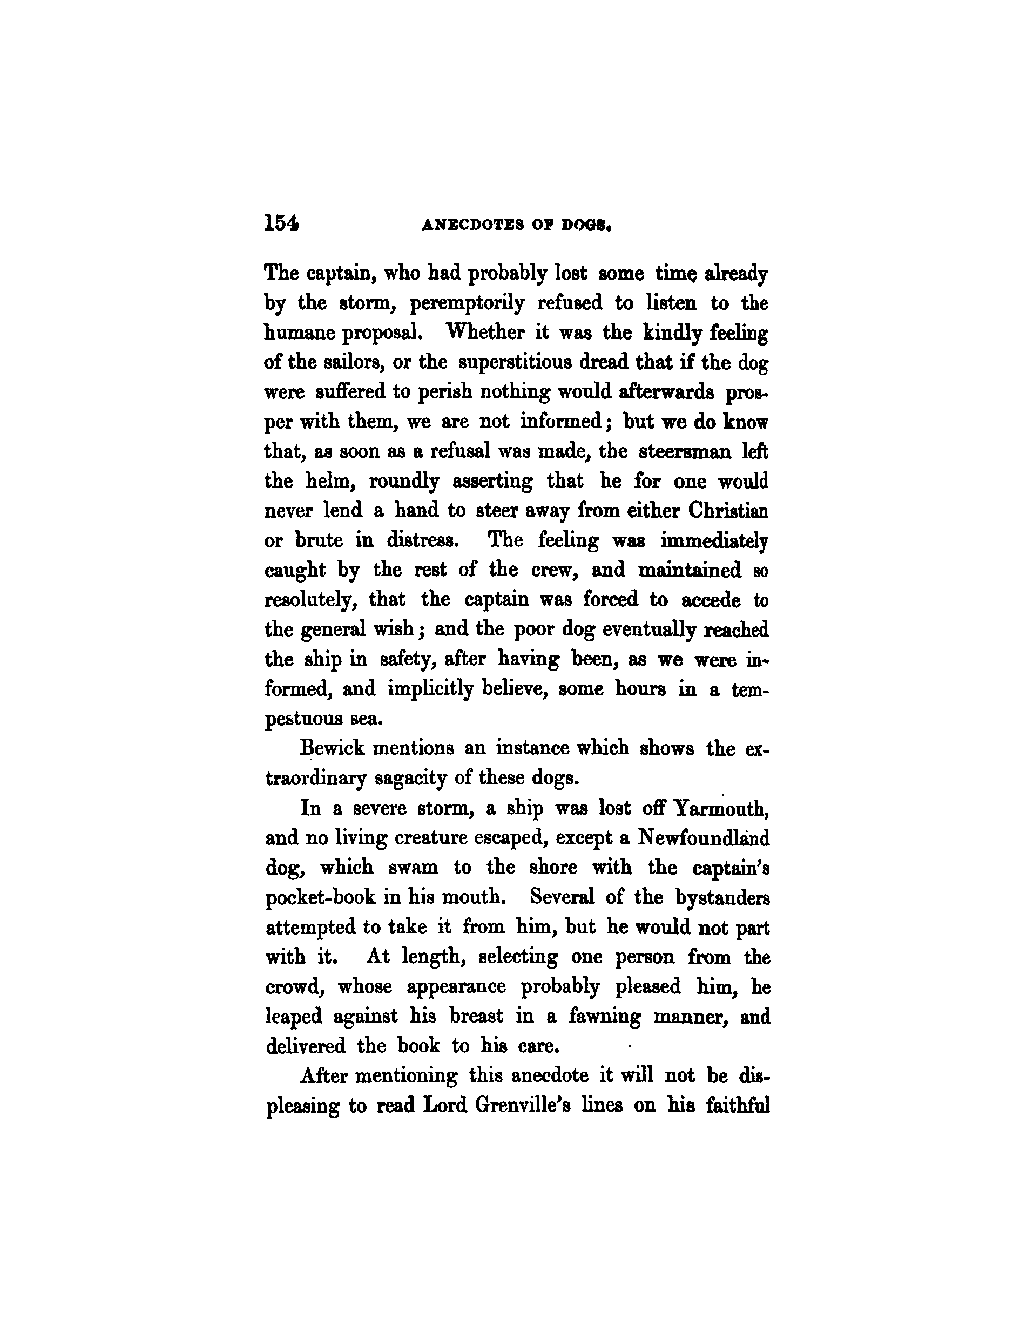 154 ANECDOTES OF DOGS.
The captain, who had probably lost some time already
by the storm, peremptorily refused to listen to the
humane proposal. Whether it was the kindly feeling
of the sailors, or the superstitious dread that if the dog
were suffered to perish nothing would afterwards pros-
per with them, we are not informed; but we do know
that, as soon as a refusal was made, the steersman left
the helm, roundly asserting that he for one would
never lend a hand to steer away from either Christian
or brute in distress. The feeling was immediately
caught by the rest of the crew, and maintained so
resolutely, that the captain was forced to accede to
the general wish; and the poor dog eventually reached
the ship in safety, after having been, as we were in-
formed, and implicitly believe, some hours in a tem-
pestuous sea.
Bewick mentions an instance which shows the ex-
traordinary sagacity of these dogs.
In a severe storm, a ship was lost off Yarmouth,
and no living creature escaped, except a Newfoundland
dog, which swam to the shore with the captain's
pocket-book in his mouth. Several of the bystanders
attempted to take it from him, but he would not part
with it. At length, selecting one person from the
crowd, whose appearance probably pleased him, he
leaped against his breast in a fawning manner, and
delivered the book to his care.
After mentioning this anecdote it will not be dis-
pleasing to read Lord Grenville's lines on his faithful